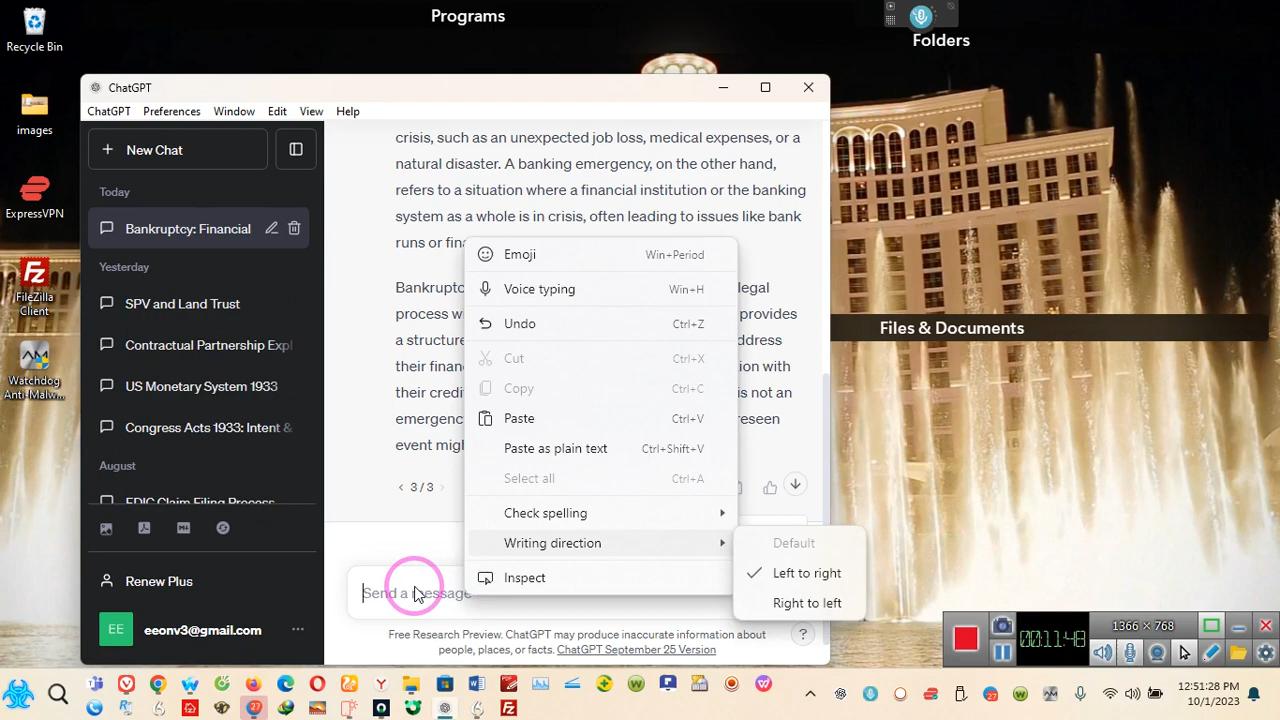 Programs
Folders
Recycle Bin
images
ExpressVPN
FileZilla
Client
Watchdog
Anti-Malw...
Files & Documents
ChatGPT
ChatGPT Preferences Window Edit View Help
New Chat
Today
Bankruptcy: Financial
Yesterday
SPV and Land Trust
Contractual Partnership Expl
US Monetary System 1933
Congress Acts 1933: Intent &
August
FDIC Claim Filing Process
Renew Plus
EE eeonv3@gmail.com
crisis, such as an unexpected job loss, medical expenses, or a
natural disaster. A banking emergency, on the other hand,
refers to a situation where a financial institution or the banking
system as a whole is in crisis, often leading to issues like bank
runs or fina
Bankruptc legal
process w provides
a structure ddress
their finan on with
their credi is not an
emergenc reseen
event migl
3/3
Emoji Win+Period
Voice typing Win+H
Undo Ctrl+Z
Cut Ctrl+X
Copy Ctrl+C
Paste Ctrl+V
Paste as plain text Ctrl+Shift+V
Select all Ctrl+A
Check spelling
Writing direction
Inspect
Default
Left to right
Right to left
Send a message
Free Research Preview. ChatGPT may produce inaccurate information about
people, places, or facts. ChatGPT September 25 Version
?
1366 × 768
00:11:48
12:51:28 PM
10/1/2023